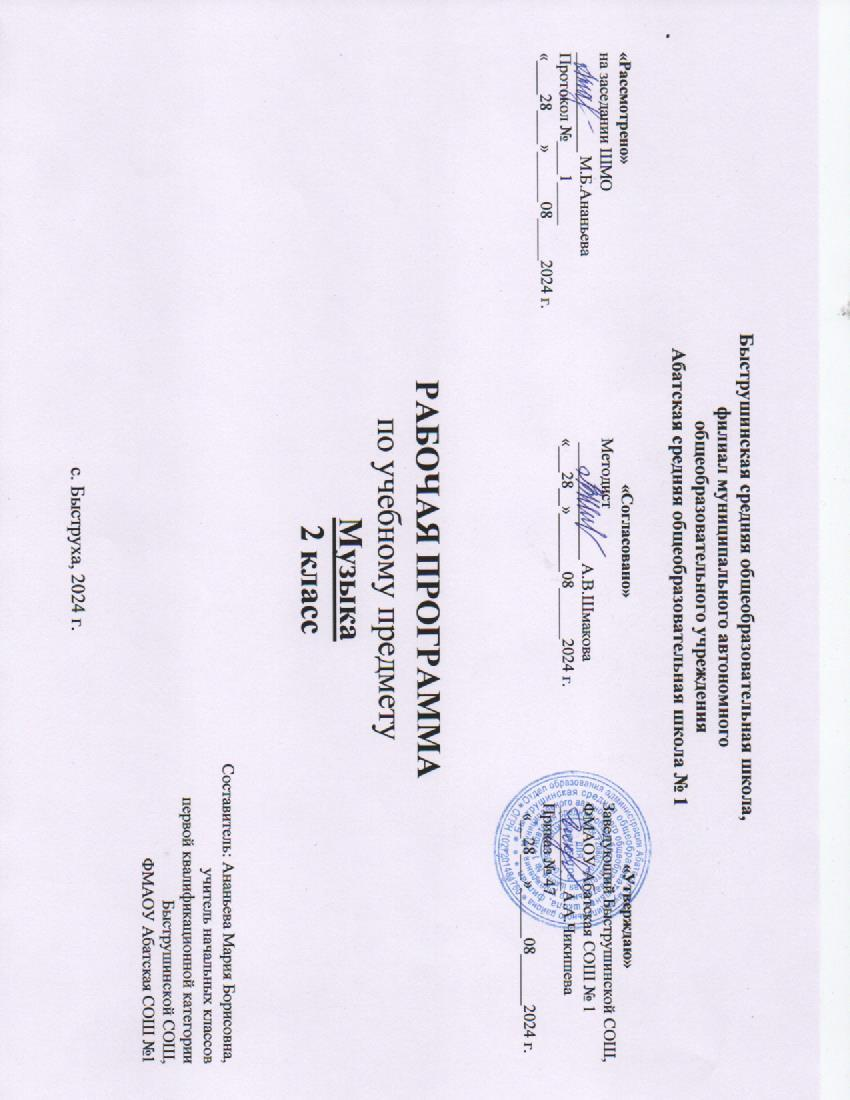 Быструшинская средняя общеобразовательная школа,
филиал муниципального автономного
общеобразовательного учреждения
Абатская средняя общеобразовательная школа № 1
«Рассмотрено»
на заседании ШМО
М.Б.Ананьева
Протокол № 1
« 28 » 08 2024 г.
«Согласовано»
Методист
А.В.Шмакова
« 28 » 08 2024 г.
«Утверждаю»
Заведующий Быструшинской СОШ,
ФМАОУ Абатская СОШ № 1
А.А.Чикишева
Приказ № 47
« 28 » 08 2024 г.
РАБОЧАЯ ПРОГРАММА
по учебному предмету
Музыка
2 класс
Составитель: Ананьева Мария Борисовна,
учитель начальных классов
первой квалификационной категории
Быструшинской СОШ,
ФМАОУ Абатская СОШ №1
с. Быструха, 2024 г.